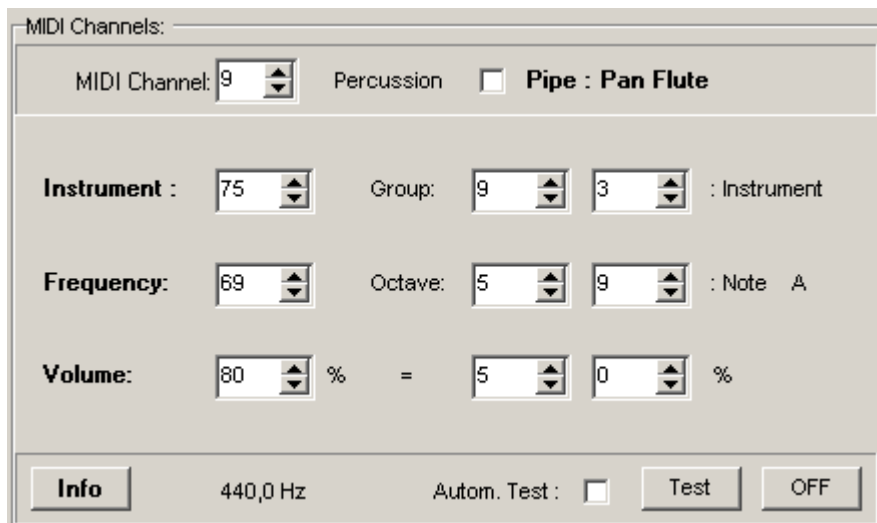 MIDI Channels:
MIDI Channel: 9 Percussion Pipe : Pan Flute
Instrument : 75 Group: 9 3 : Instrument
Frequency: 69 Octave: 5 9 : Note A
Volume: 80 % = 5 0 %
Info 440,0 Hz Autom. Test : Test OFF